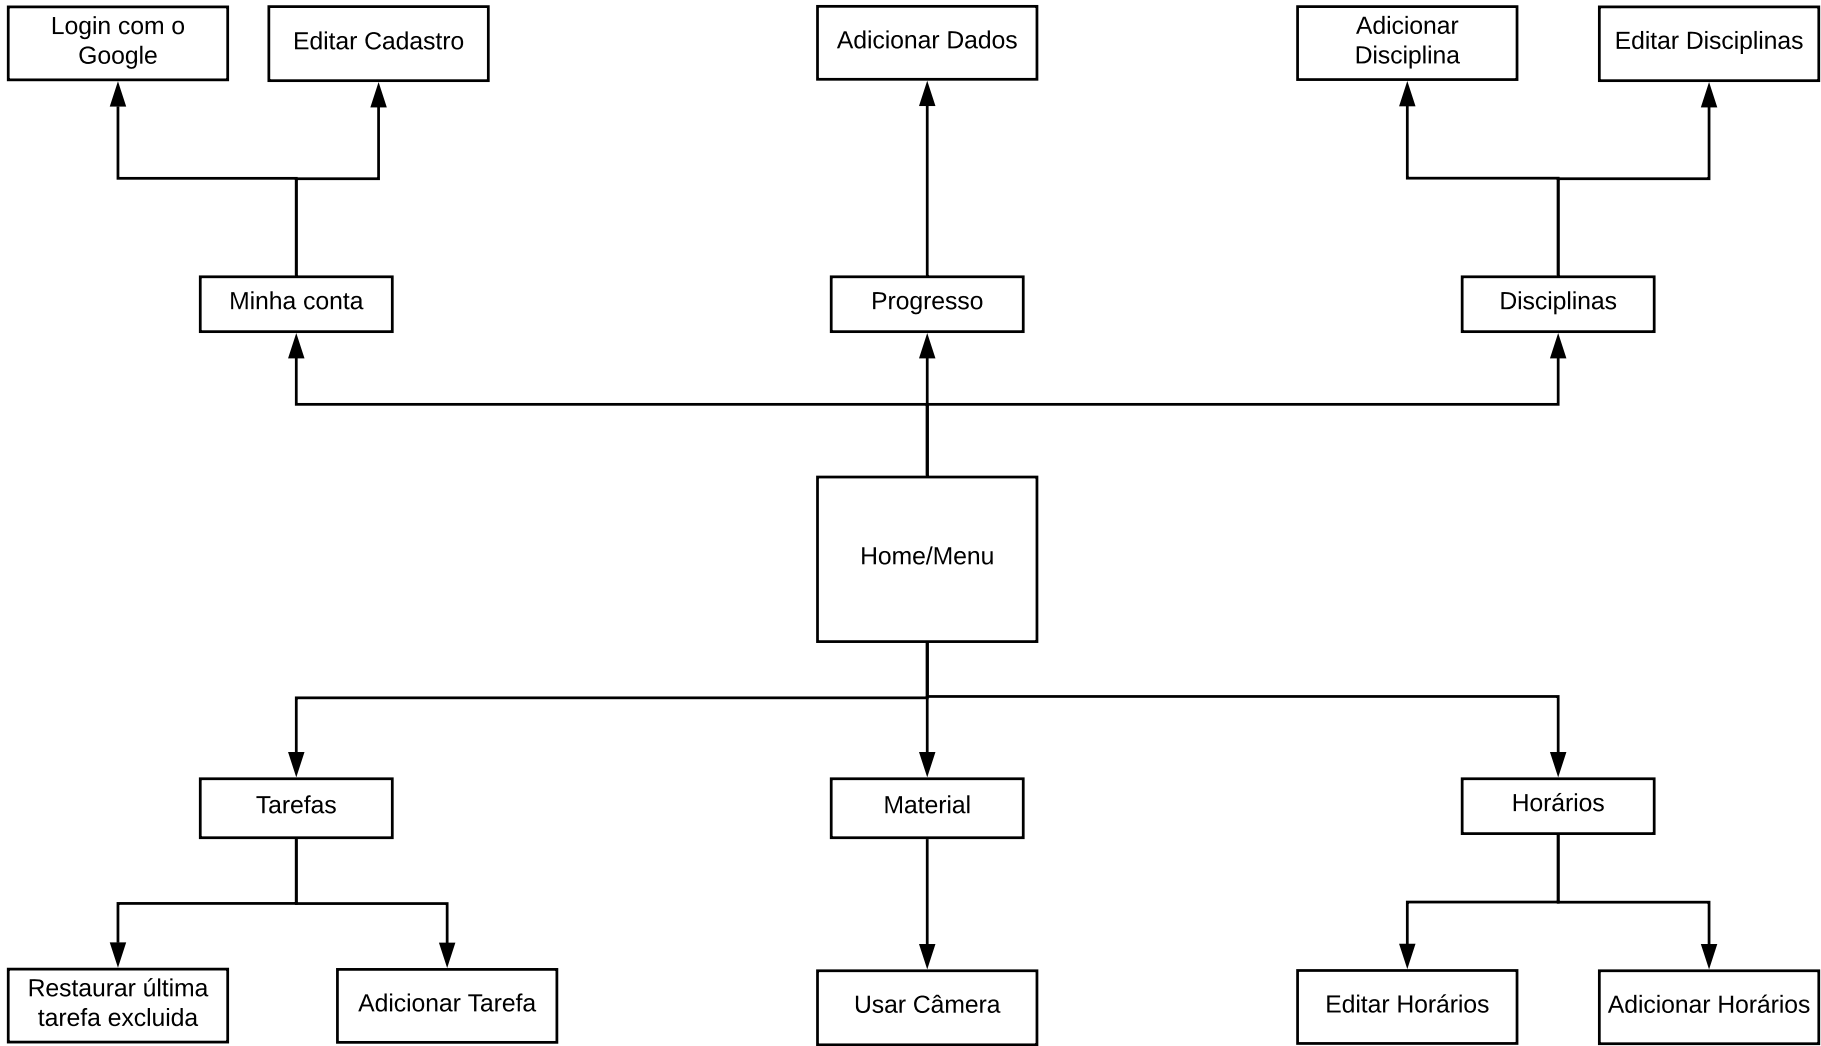 Login com o
Google
Editar Cadastro
Adicionar Dados
Adicionar
Disciplina
Editar Disciplinas
Minha conta
Progresso
Disciplinas
Home/Menu
Tarefas
Material
Horários
Restaurar última
tarefa excluida
Adicionar Tarefa
Usar Câmera
Editar Horários
Adicionar Horários